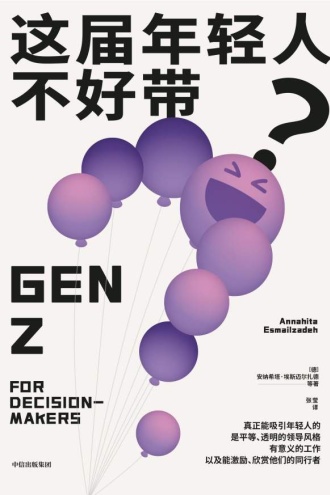 这届年轻人
不好带
?
GEN
Z
FOR
DECISION-
MAKERS
Annahita
Esmailzadeh
[德]
安纳希塔·埃斯迈尔扎德
等著
张莹
译
真正能吸引年轻人的
是平等、透明的领导风格
有意义的工作
以及能激励、欣赏他们的同行者
中信出版集团